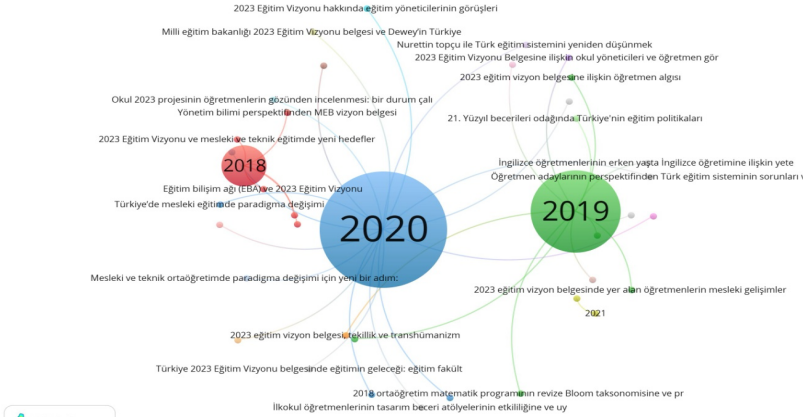 2023 Eğitim Vizyonu hakkında eğitim yöneticilerinin görüşleri
Milli eğitim bakanlığı 2023 Eğitim Vizyonu belgesi ve Dewey'in Türkiye
Nurettin topçu ile Türk eğitim sistemini yeniden düşünmek
2023 Eğitim Vizyonu Belgesine ilişkin okul yöneticileri ve öğretmen gör
2023 eğitim vizyon belgesine ilişkin öğretmen algısı
Okul 2023 projesinin öğretmenlerin gözünden incelenmesi: bir durum çalı
Yönetim bilimi perspektifinden MEB vizyon belgesi
21. Yüzyıl becerileri odağında Türkiye'nin eğitim politikaları
2023 Eğitim Vizyonu ve mesleki ve teknik eğitimde yeni hedefler
2018
İngilizce öğretmenlerinin erken yaşta İngilizce öğretimine ilişkin yete
Öğretmen adaylarının perspektifinden Türk eğitim sisteminin sorunları v
Eğitim bilişim ağı (EBA) ve 2023 Eğitim Vizyonu
Türkiye'de mesleki eğitimde paradigma değişimi
2020
2019
Mesleki ve teknik ortaöğretimde paradigma değişimi için yeni bir adım:
2023 eğitim vizyon belgesinde yer alan öğretmenlerin mesleki gelişimler
2021
2023 eğitim vizyon belgesi, tekillik ve transhümanizm
Türkiye 2023 Eğitim Vizyonu belgesinde eğitimin geleceği: eğitim fakült
2018 ortaöğretim matematik programının revize Bloom taksonomisine ve pr
İlkokul öğretmenlerinin tasarım beceri atölyelerinin etkililiğine ve uy